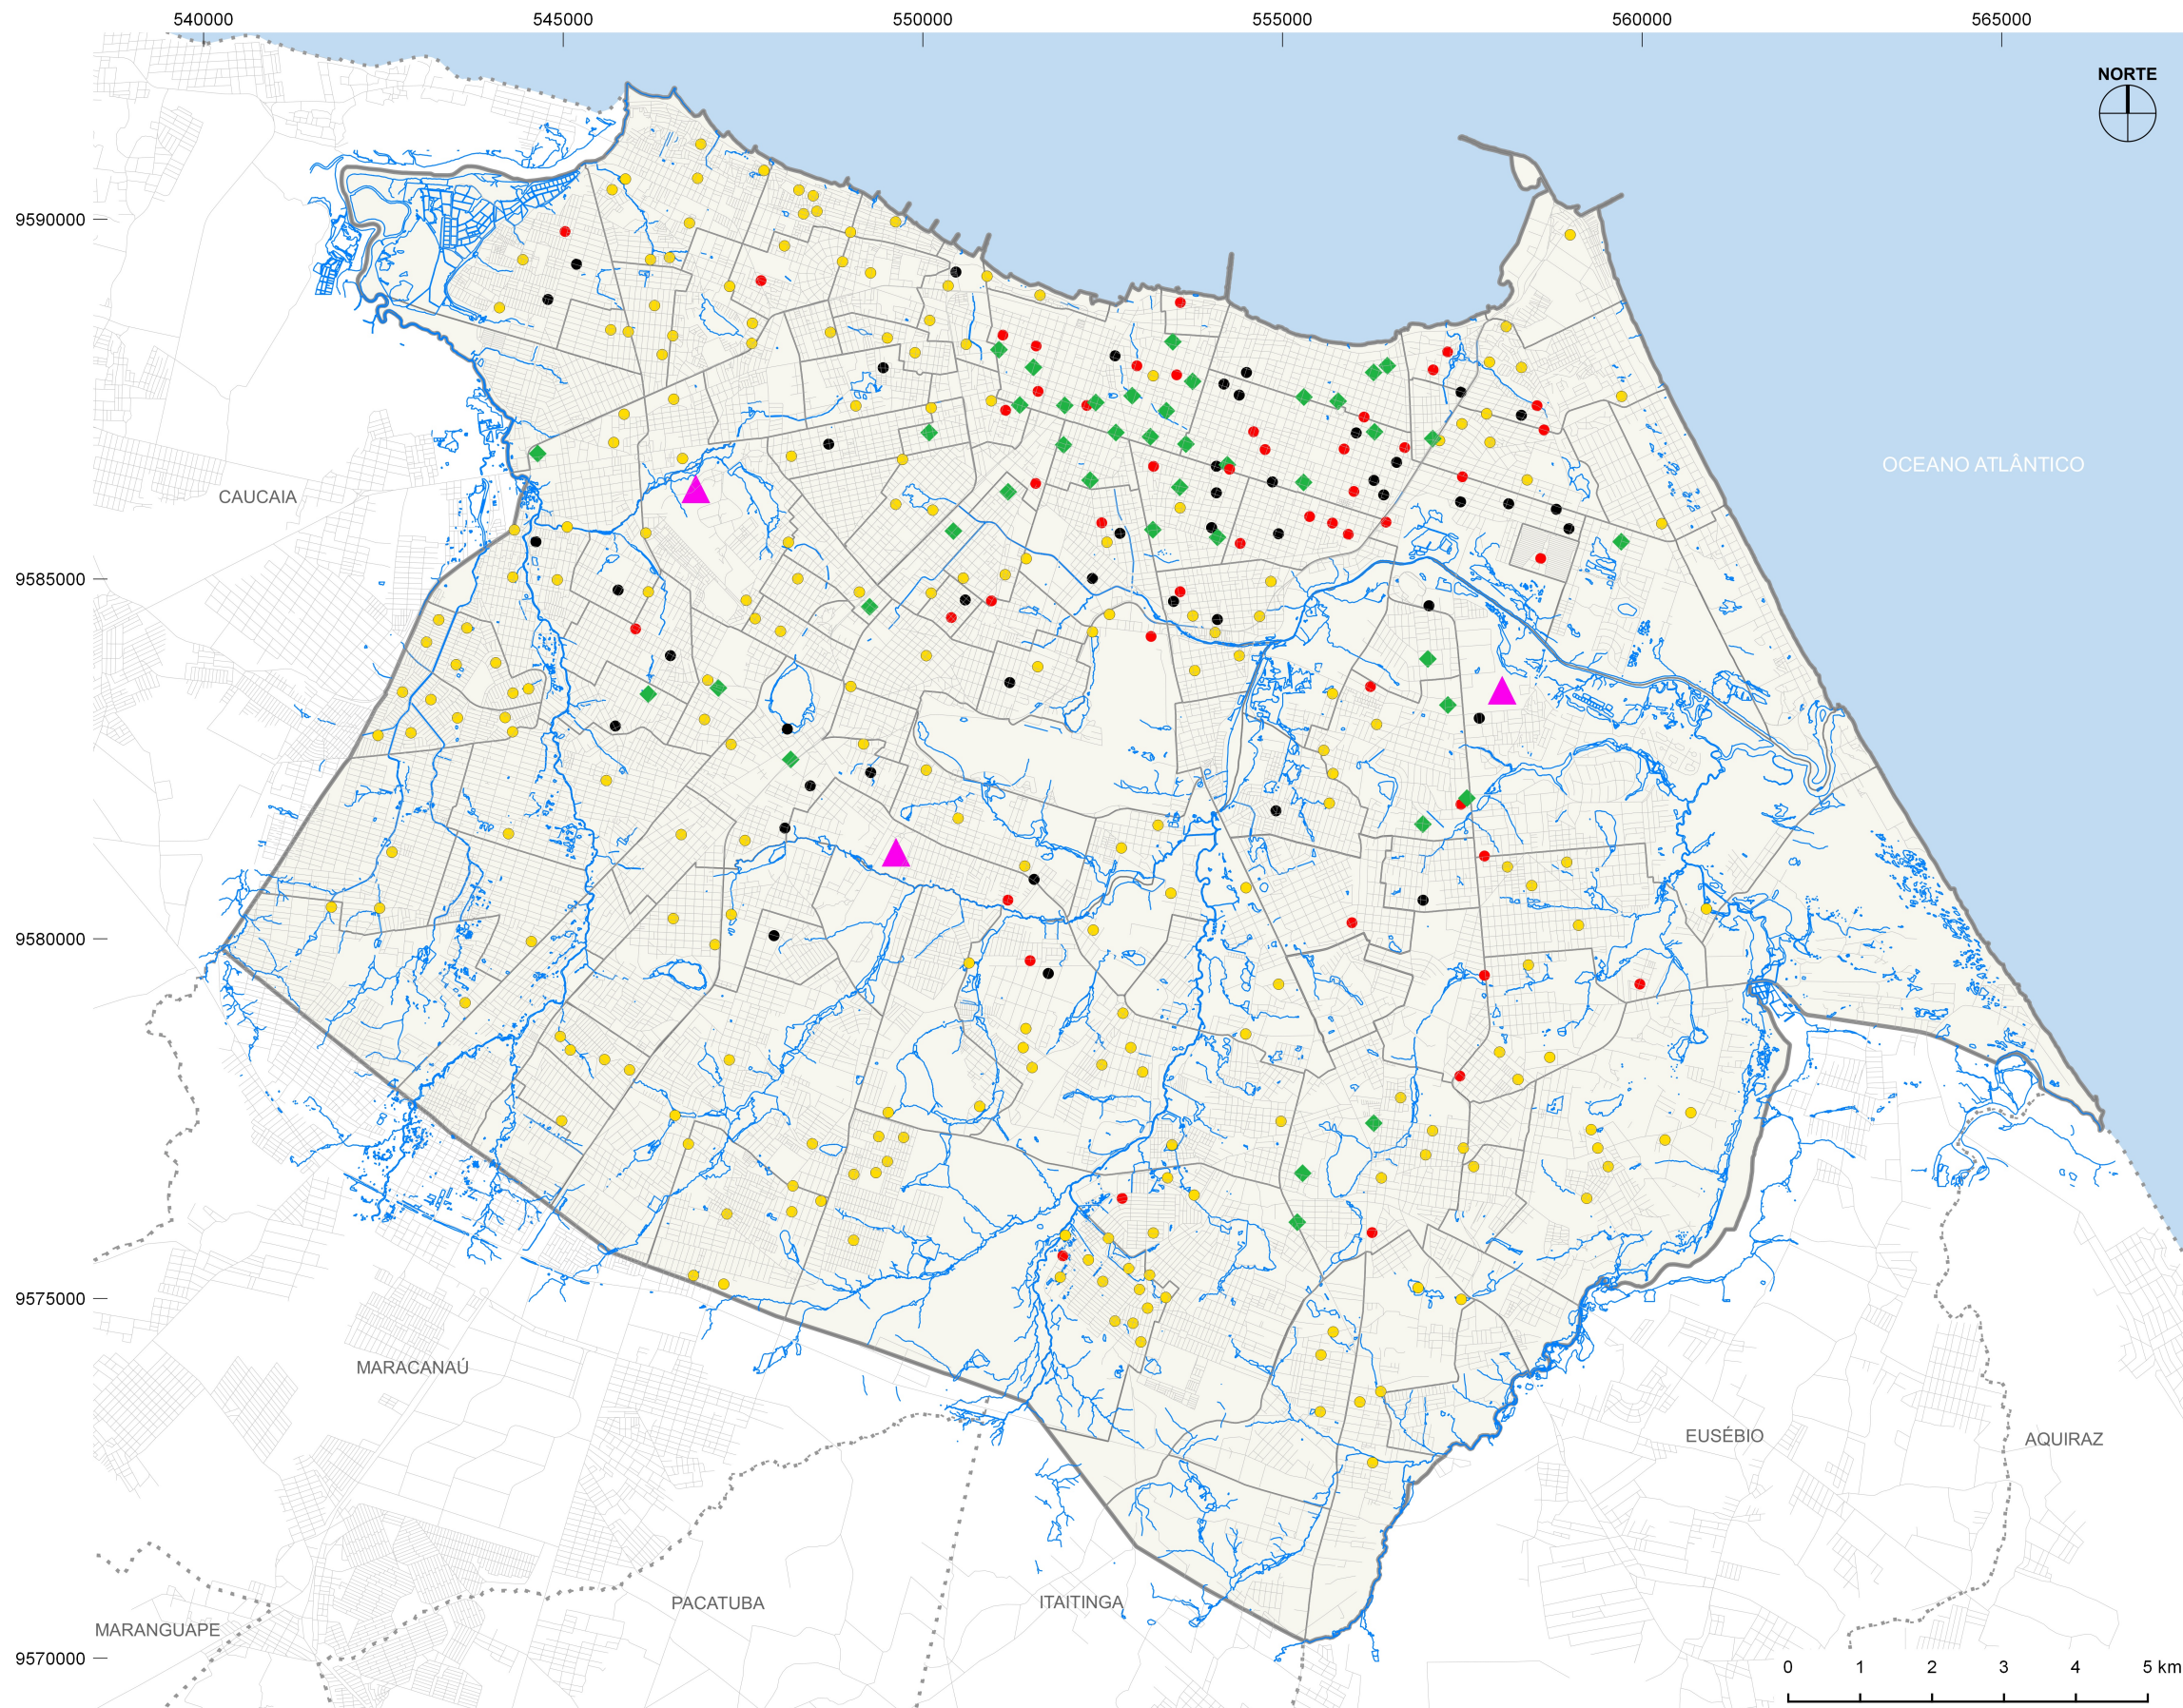 540000 545000 550000 555000 560000 565000
NORTE
9590000
OCEANO ATLÂNTICO
CAUCAIA
9585000
9580000
9575000
MARACANAÚ
EUSÉBIO
AQUIRAZ
PACATUBA
ITAITINGA
MARANGUAPE
9570000
0 1 2 3 4 5 km